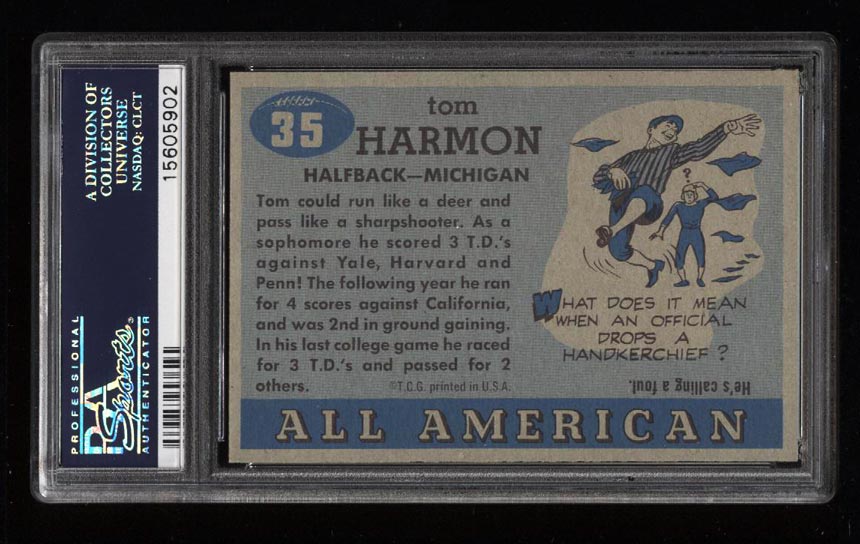 A DIVISION OF
COLLECTORS
UNIVERSE
NASDAQ: CLCT
15605902
PROFESSIONAL
PSA
Sports®
AUTHENTICATOR
35
tom
HARMON
HALFBACK—MICHIGAN
Tom could run like a deer and
pass like a sharpshooter. As a
sophomore he scored 3 T.D.'s
against Yale, Harvard and
Penn! The following year he ran
for 4 scores against California,
and was 2nd in ground gaining.
In his last college game he raced
for 3 T.D.'s and passed for 2
others.
©T.C.G. printed in U.S.A.
?
WHAT DOES IT MEAN
WHEN AN OFFICIAL
DROPS A
HANDKERCHIEF?
He's calling a foul.
ALL AMERICAN